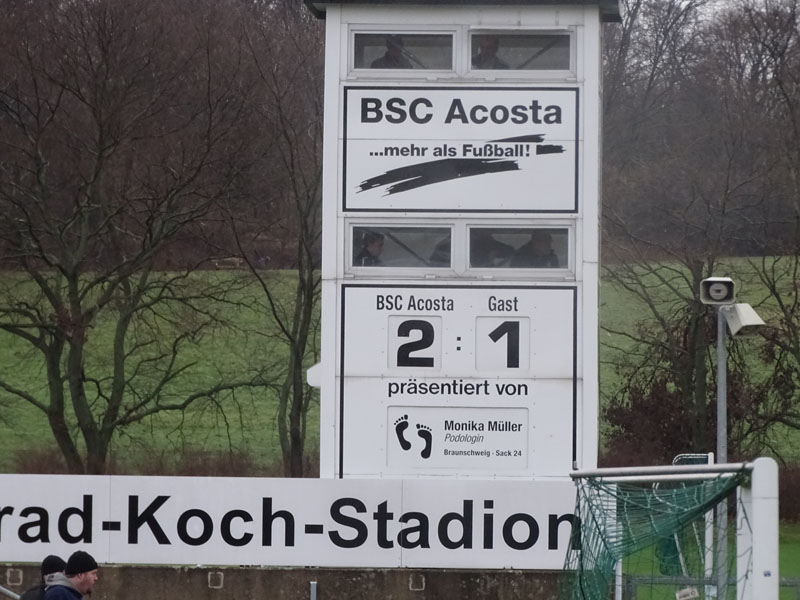 BSC Acosta
...mehr als Fußball!
BSC Acosta Gast
2 : 1
präsentiert von
Monika Müller
Podologin
Braunschweig - Sack 24
rad-Koch-Stadion